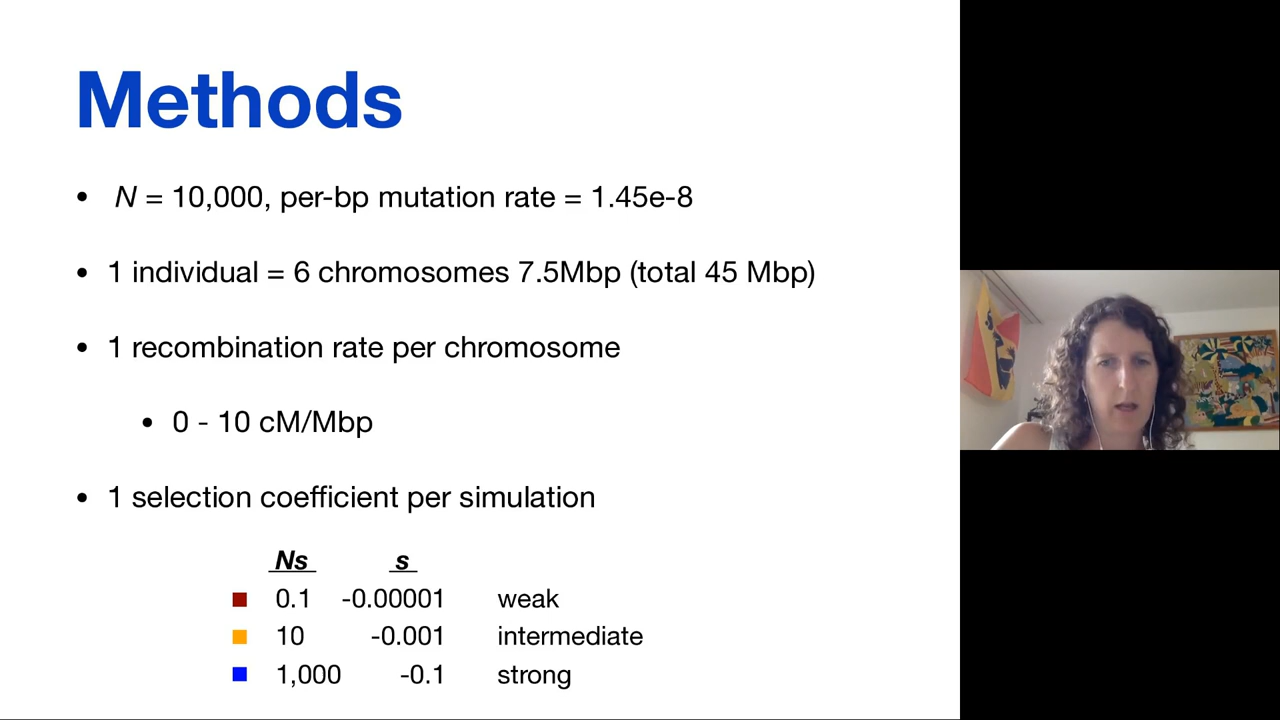 Methods
• N = 10,000, per-bp mutation rate = 1.45e-8
• 1 individual = 6 chromosomes 7.5Mbp (total 45 Mbp)
• 1 recombination rate per chromosome
• 0 - 10 cM/Mbp
• 1 selection coefficient per simulation
Ns s
0.1 -0.00001 weak
10 -0.001 intermediate
1,000 -0.1 strong